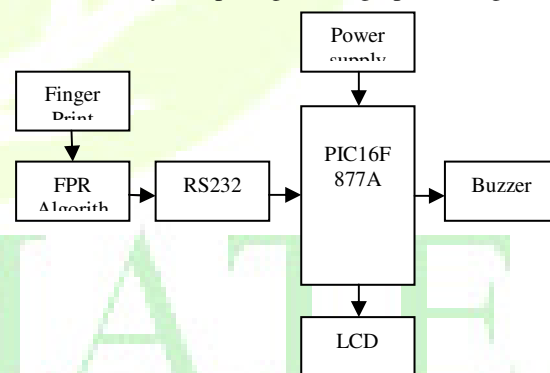 Power
supply
Finger
Print
PIC16F
877A
FPR
Algorith
RS232
Buzzer
LCD